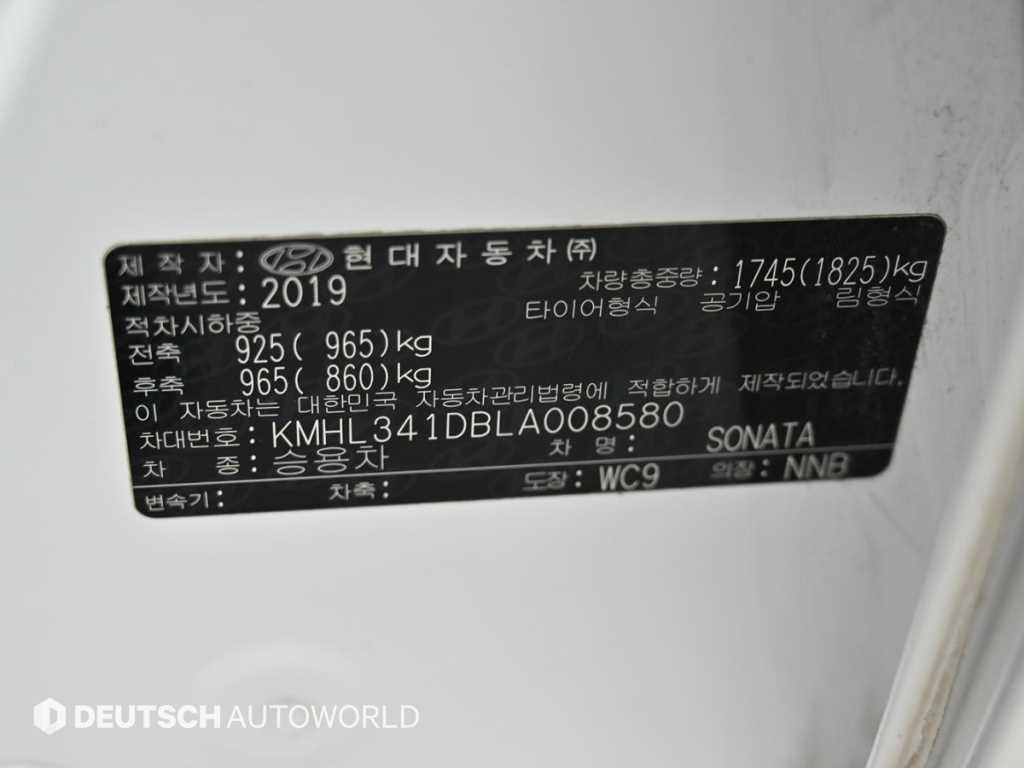 제 작 자 : 현 대 자 동 차 ㈜
제작년도 : 2019 차량총중량 : 1745(1825)kg
적차시하중 타이어형식 공기압 림형식
전축 925( 965)kg
후축 965( 860)kg
이 자동차는 대한민국 자동차관리법령에 적합하게 제작되었습니다.
차대번호 : KMHL341DBLA008580
차 종 : 승용차 차 명 : SONATA
변속기 : 차축 : 도장 : WC9 의장 : NNB
DEUTSCH AUTOWORLD